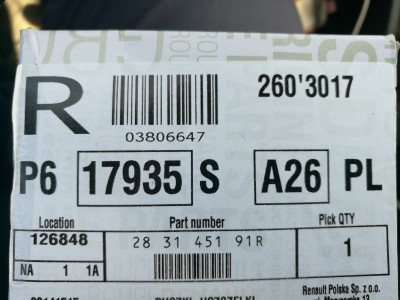 R
03806647
260'3017
P6 17935 S A26 PL
Location Part number Pick QTY
126848 28 31 451 91R 1
NA 1 1A
Renault Polska Sp. z o.o.